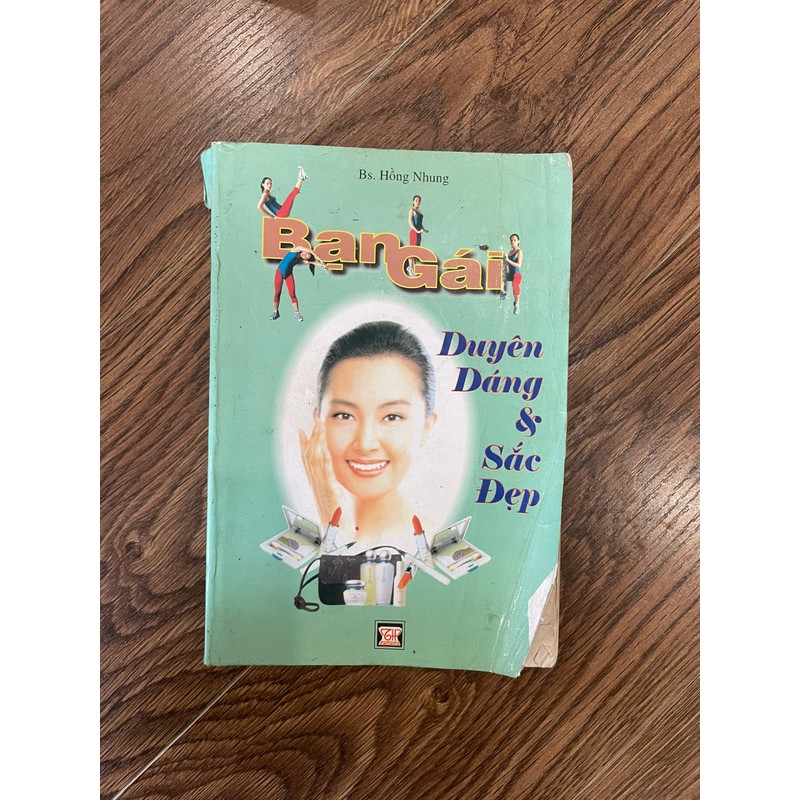 Bs. Hồng Nhung
Bạn Gái
Duyên
Dáng
&
Sắc
Đẹp